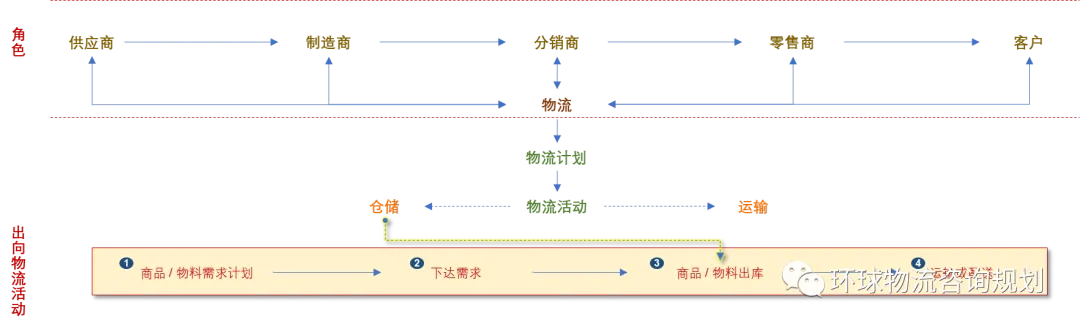 角色
供应商
制造商
分销商
零售商
客户
物流
物流计划
仓储
物流活动
运输
出向物流活动
1 商品 / 物料需求计划
2 下达需求
3 商品 / 物料出库
4
环球物流咨询规划